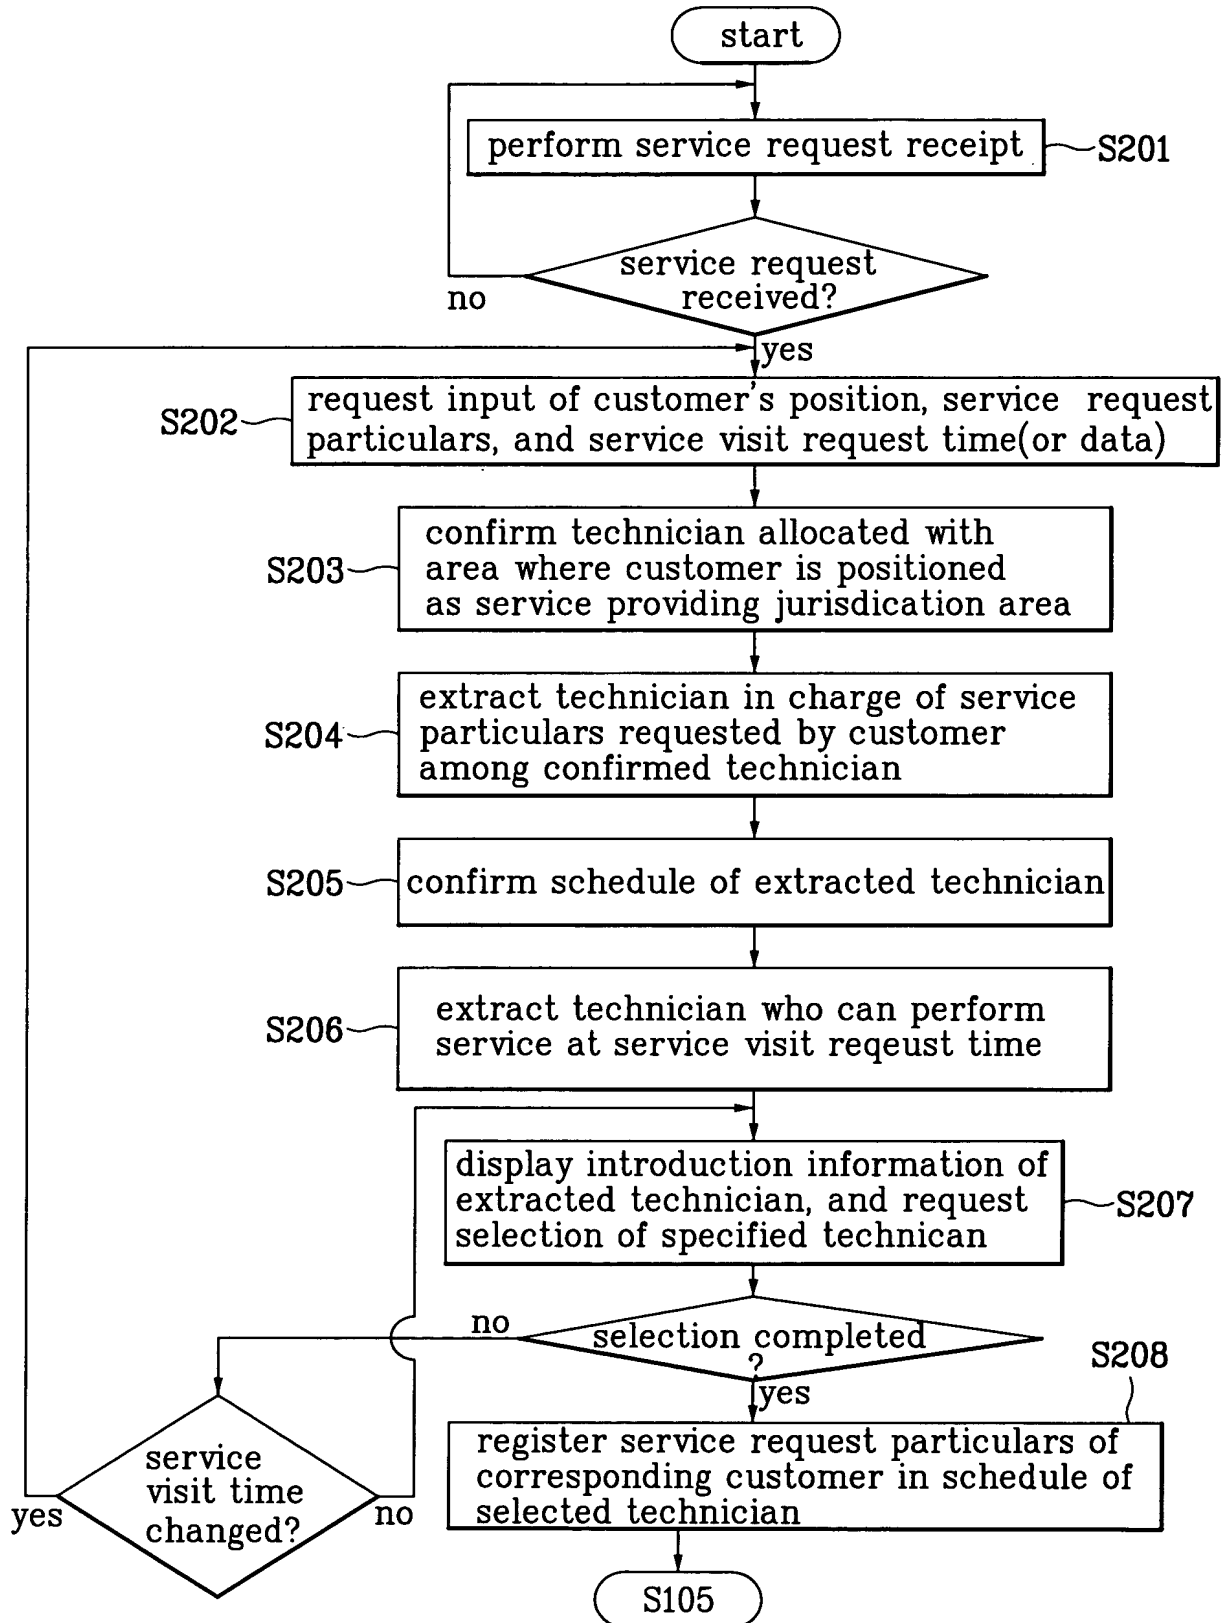 start
perform service request receipt
S201
service request
received?
no
yes
request input of customer's position, service request
particulars, and service visit request time(or data)
S202
confirm technician allocated with
area where customer is positioned
as service providing jurisdication area
S203
extract technician in charge of service
particulars requested by customer
among confirmed technician
S204
confirm schedule of extracted technician
S205
extract technician who can perform
service at service visit reqeust time
S206
display introduction information of
extracted technician, and request
selection of specified technican
S207
selection completed
?
no
yes
service
visit time
changed?
yes
no
S208
register service request particulars of
corresponding customer in schedule of
selected technician
S105